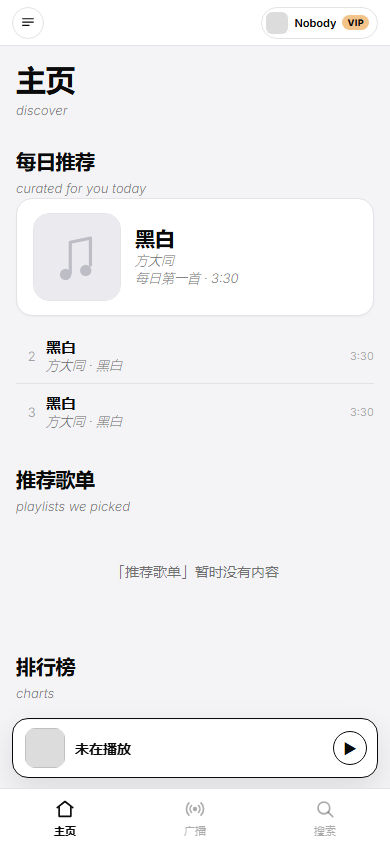 Nobody VIP
主页
discover
每日推荐
curated for you today
黑白
方大同
每日第一首 · 3:30
2 黑白 3:30
方大同 · 黑白
3 黑白 3:30
方大同 · 黑白
推荐歌单
playlists we picked
「推荐歌单」暂时没有内容
排行榜
charts
未在播放
主页 广播 搜索